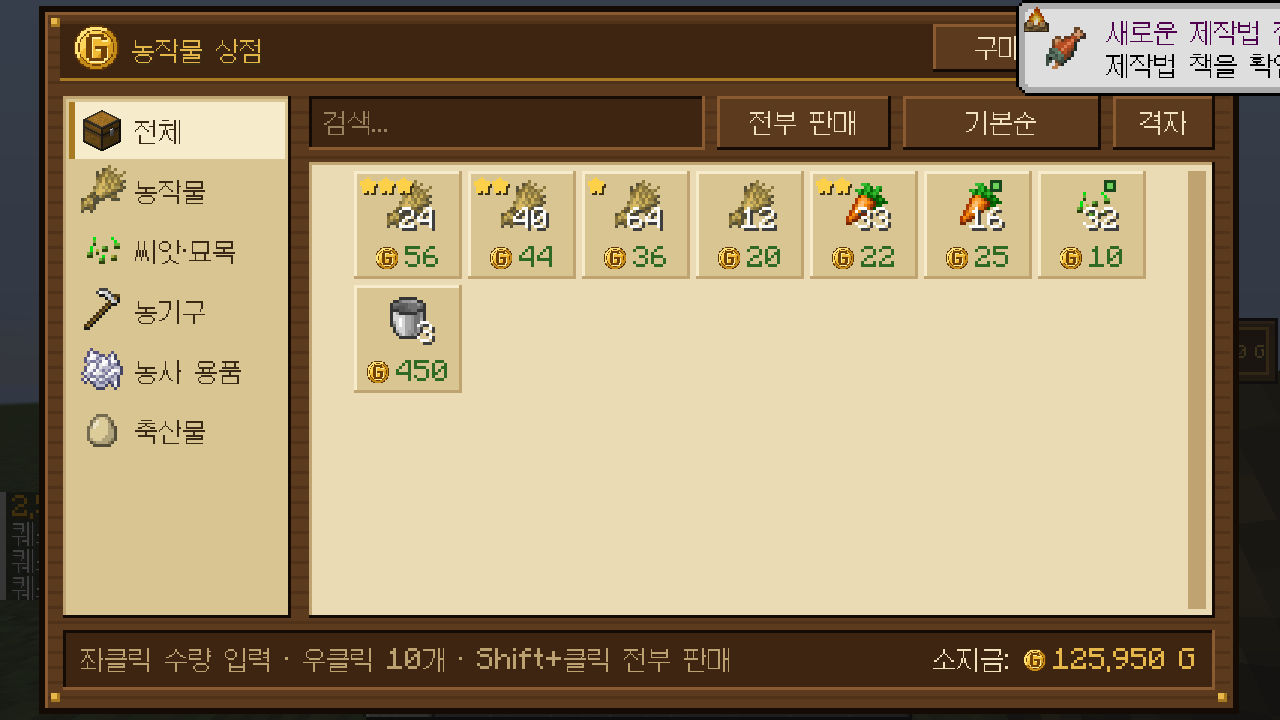 농작물 상점
구매
새로운 제작법
제작법 책을 확인
전체
농작물
씨앗·묘목
농기구
농사 용품
축산물
검색...
전부 판매
기본순
격자
24 40 64 12 33 16 32
56 44 36 20 22 25 10
3
450
좌클릭 수량 입력 · 우클릭 10개 · Shift+클릭 전부 판매
소지금: 125,950 G